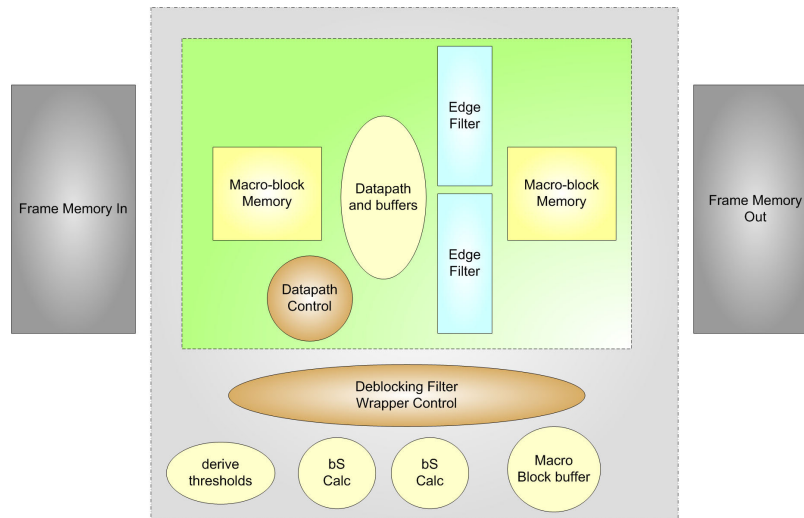 Edge
Filter
Macro-block
Memory
Datapath
and buffers
Macro-block
Memory
Frame Memory In
Frame Memory
Out
Edge
Filter
Datapath
Control
Deblocking Filter
Wrapper Control
derive
thresholds
bS
Calc
bS
Calc
Macro
Block buffer